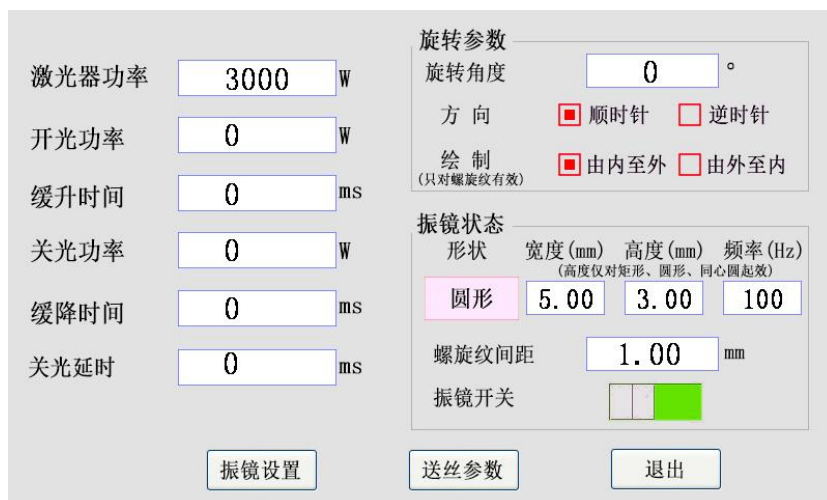 激光器功率 3000 W
开光功率 0 W
缓升时间 0 ms
关光功率 0 W
缓降时间 0 ms
关光延时 0 ms
旋转参数
旋转角度 0 °
方 向 顺时针 逆时针
绘 制 由内至外 由外至内
(只对螺旋纹有效)
振镜状态
形状 宽度(mm) 高度(mm) 频率(Hz)
(高度仅对矩形、圆形、同心圆起效)
圆形 5.00 3.00 100
螺旋纹间距 1.00 mm
振镜开关
振镜设置 送丝参数 退出